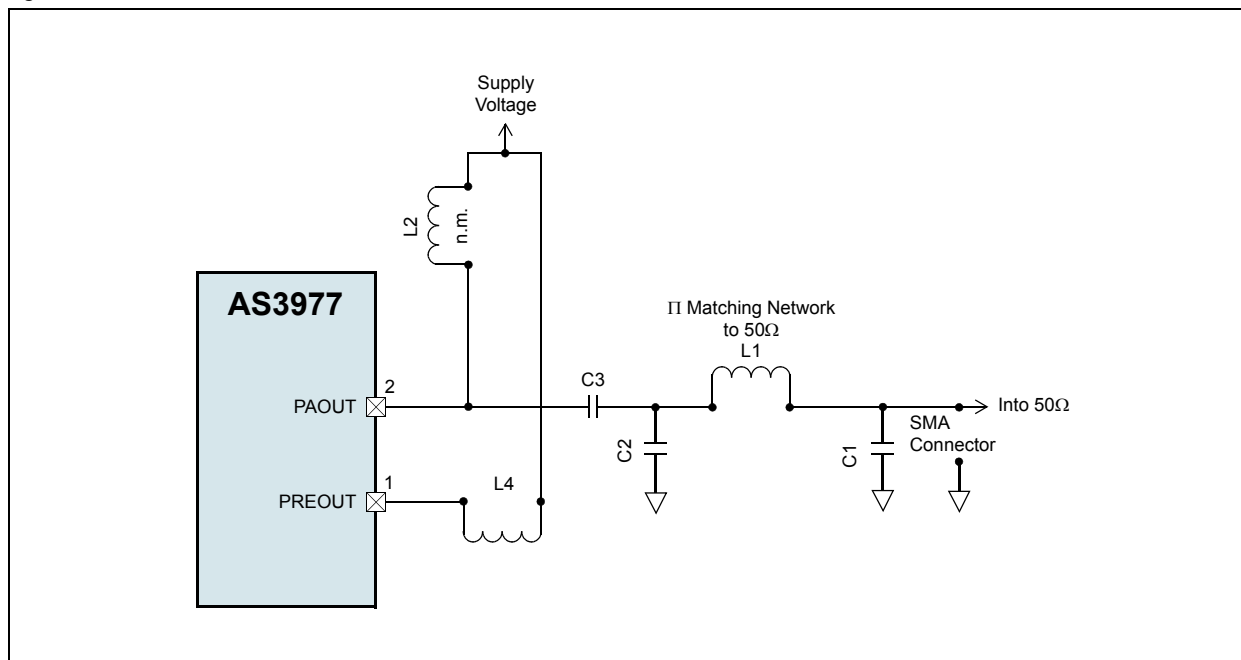 Supply
Voltage
L2
n.m.
AS3977
Π Matching Network
to 50Ω
L1
C3
2
PAOUT
Into 50Ω
SMA
Connector
C2
C1
L4
1
PREOUT